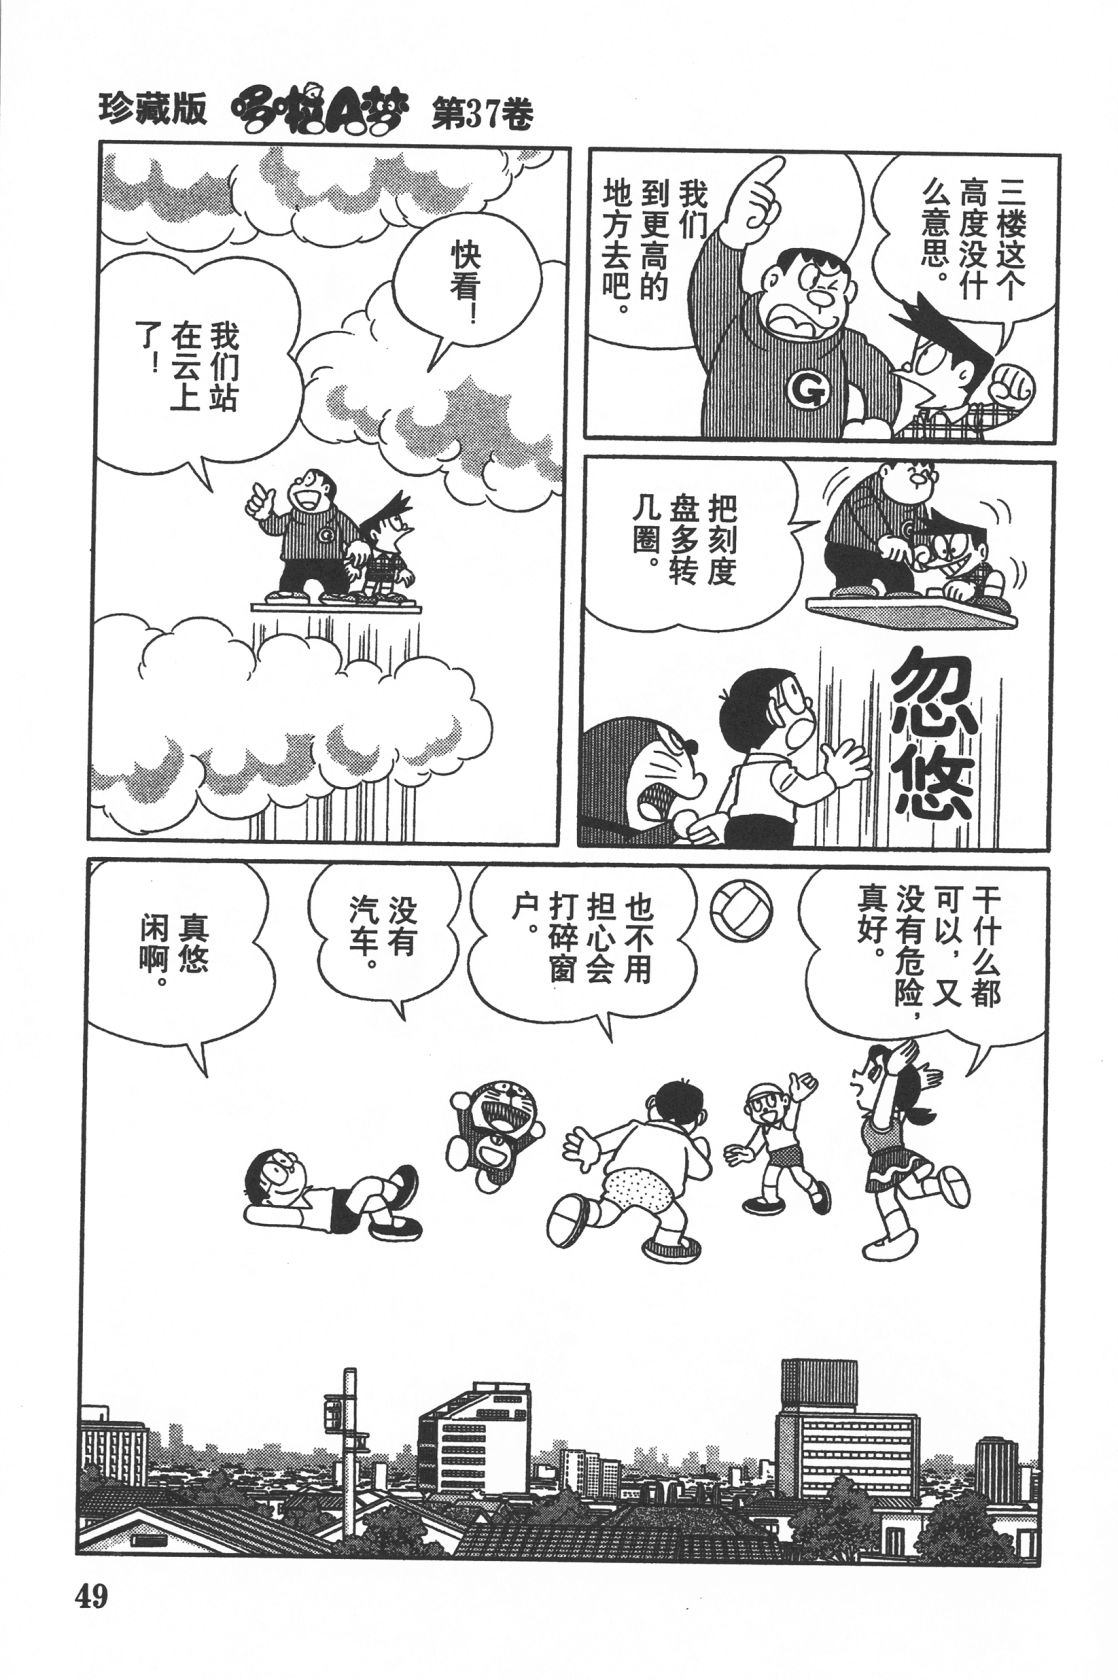 珍藏版 哆啦A梦 第37卷
三楼这个
高度没什
么意思。
我们
到更高的
地方去吧。
G
把刻度
盘多转
几圈。
忽悠
快看！
我们站
在云上
了！
G
干什么都
可以，又
没有危险，
真好。
也不用
担心会
打碎窗
户。
没有
汽车。
真悠
闲啊。
49